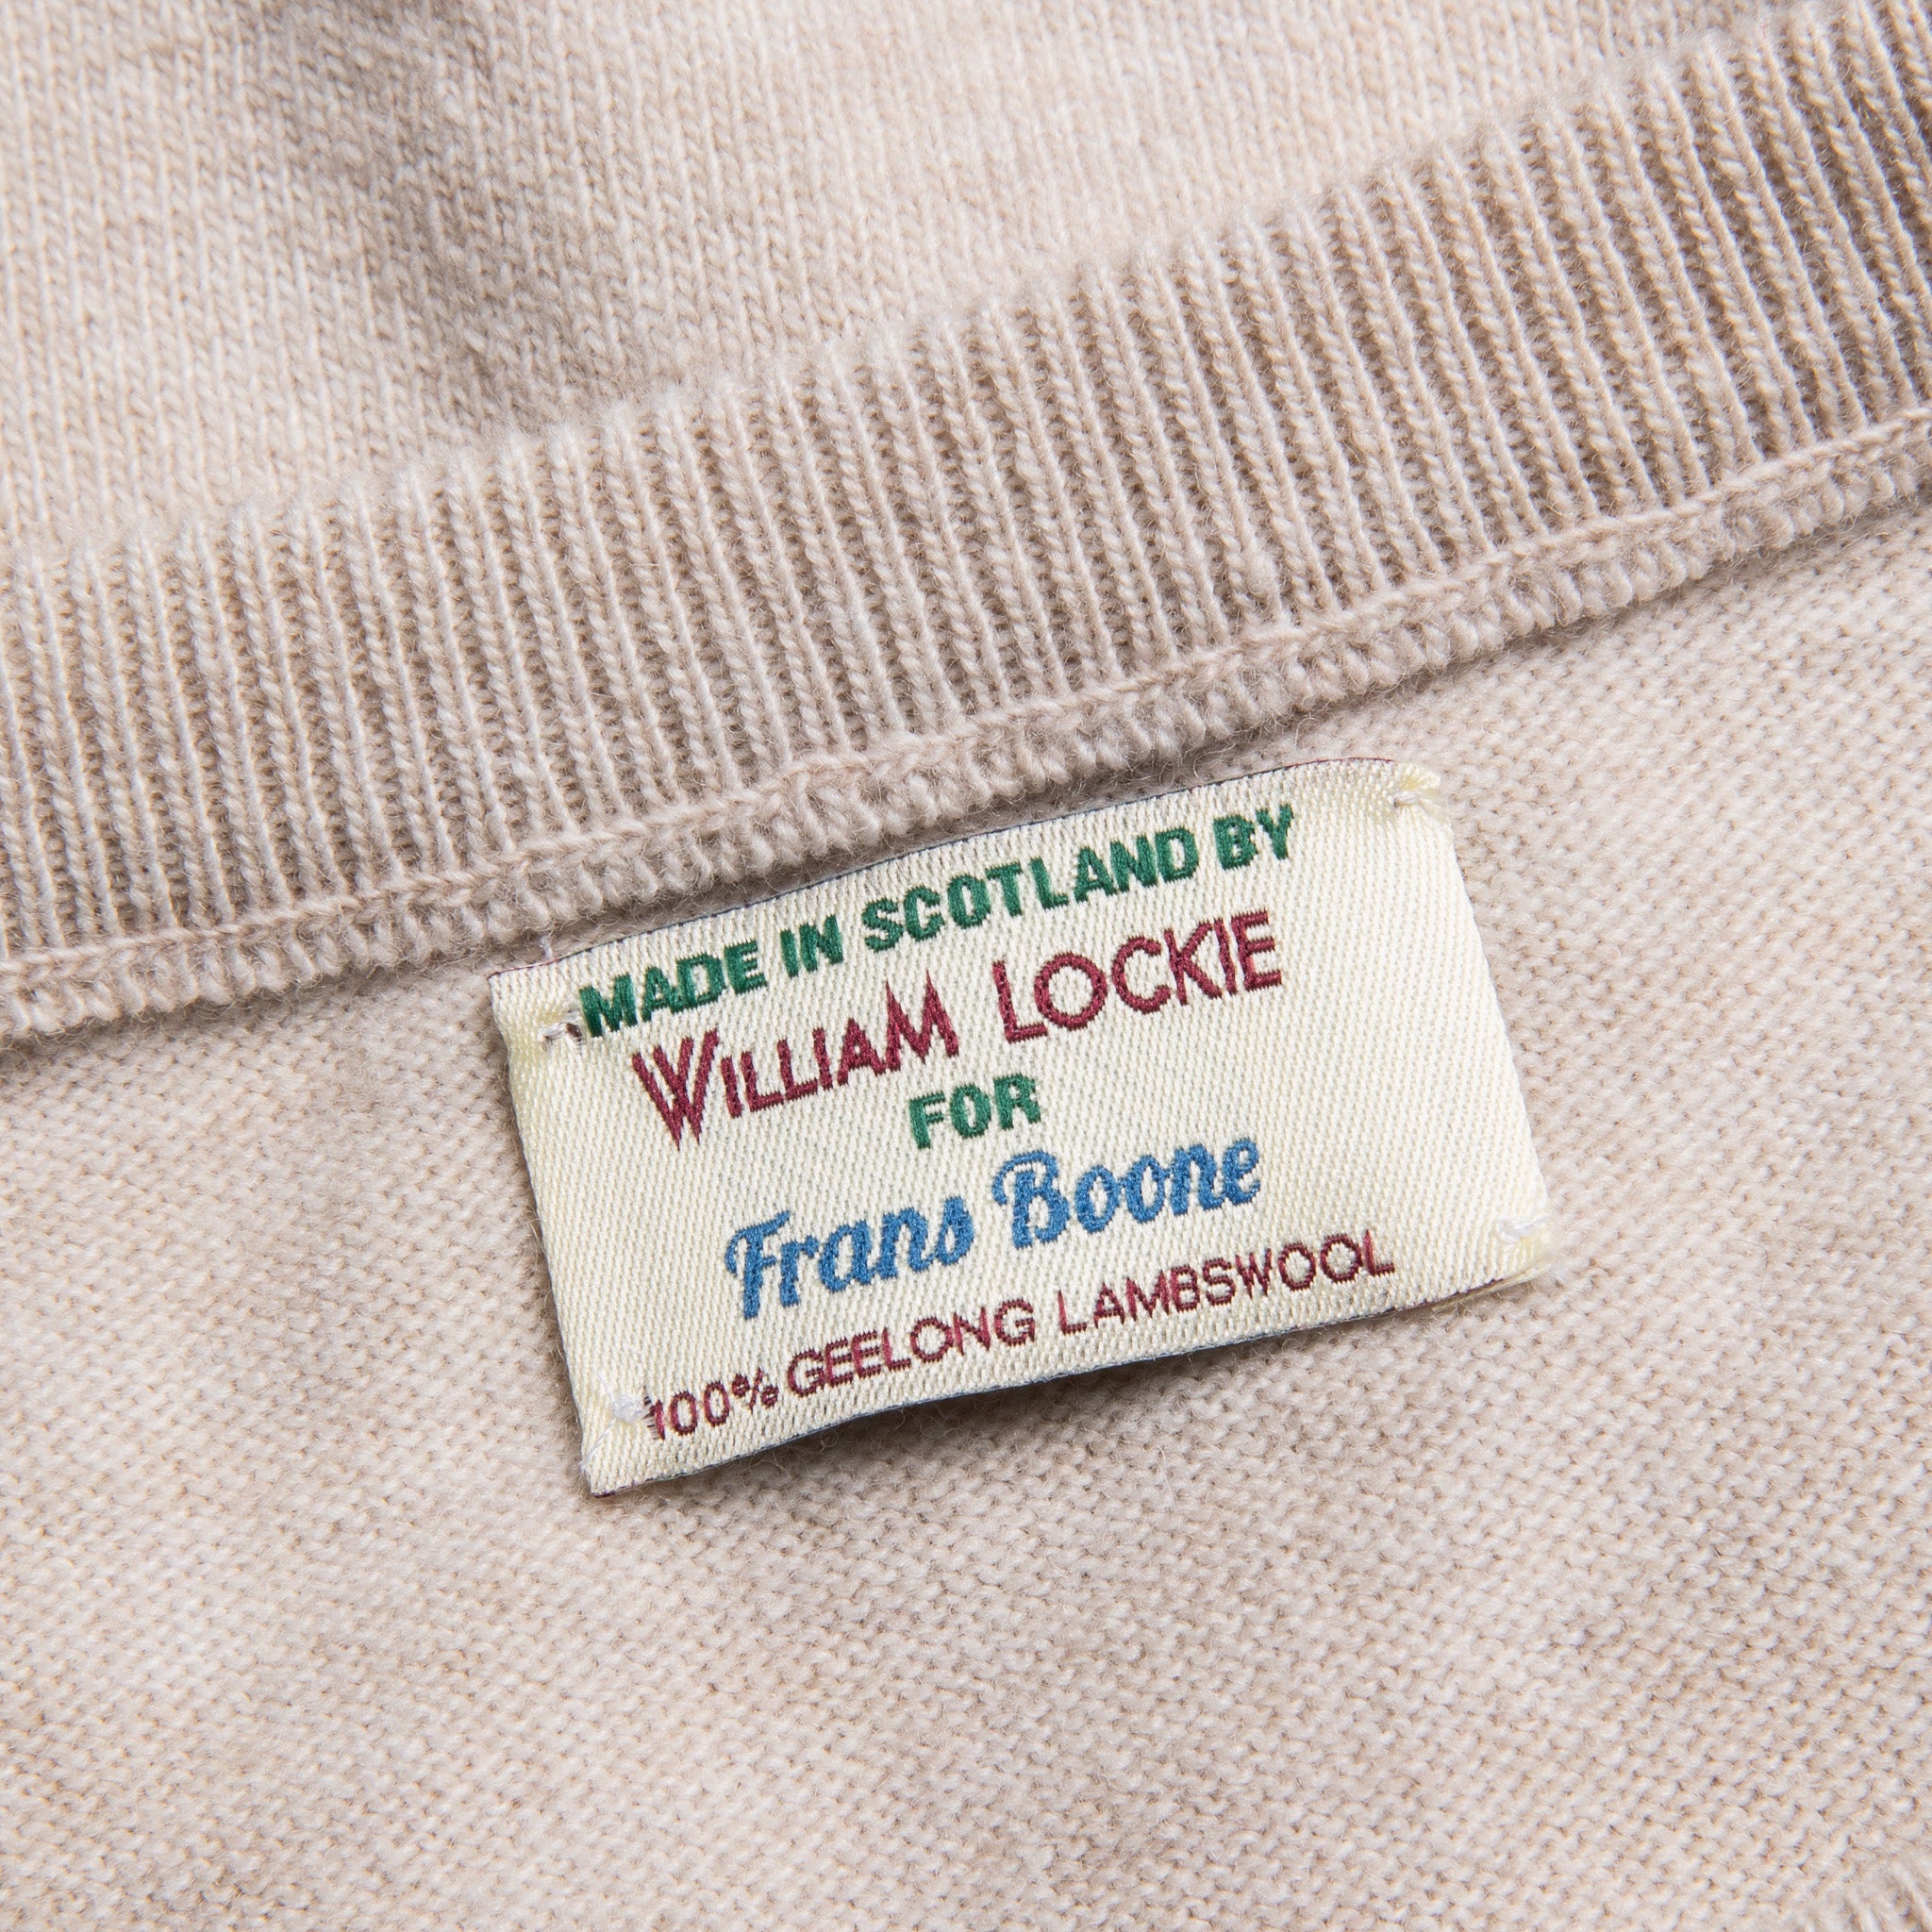 MADE IN SCOTLAND BY
WILLIAM LOCKIE
FOR
Frans Boone
100% GEELONG LAMBSWOOL